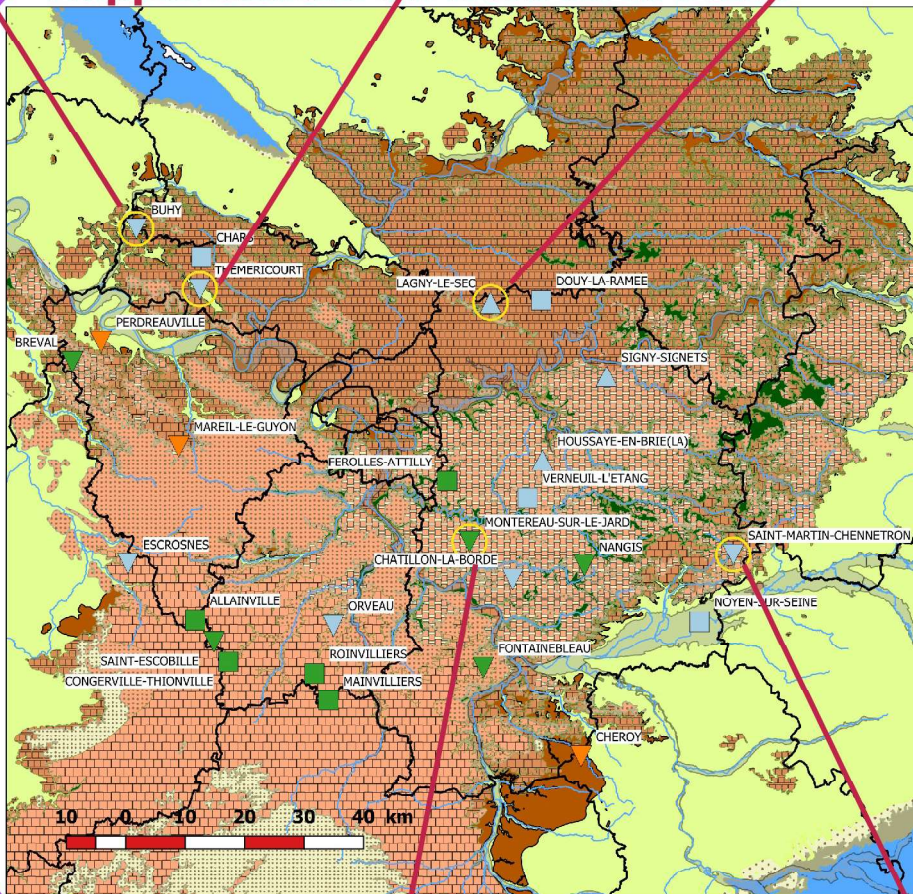 BUHY
CHARS
THEMERICOURT
LAGNY-LE-SEC
DOUY-LA-RAMEE
PERDREAUVILLE
BREVAL
SIGNY-SIGNETS
MAREIL-LE-GUYON
HOUSSAYE-EN-BRIE(LA)
FEROLLES-ATTILLY
VERNEUIL-L'ETANG
MONTEREAU-SUR-LE-JARD
SAINT-MARTIN-CHENNETRON
ESCROSNES
CHATILLON-LA-BORDE
NANGIS
ALLAINVILLE
ORVEAU
NOYEN-SUR-SEINE
SAINT-ESCOBILLE
ROINVILLIERS
FONTAINEBLEAU
CONGERVILLE-THIONVILLE
MAINVILLIERS
CHEROY
10 0 10 20 30 40 km